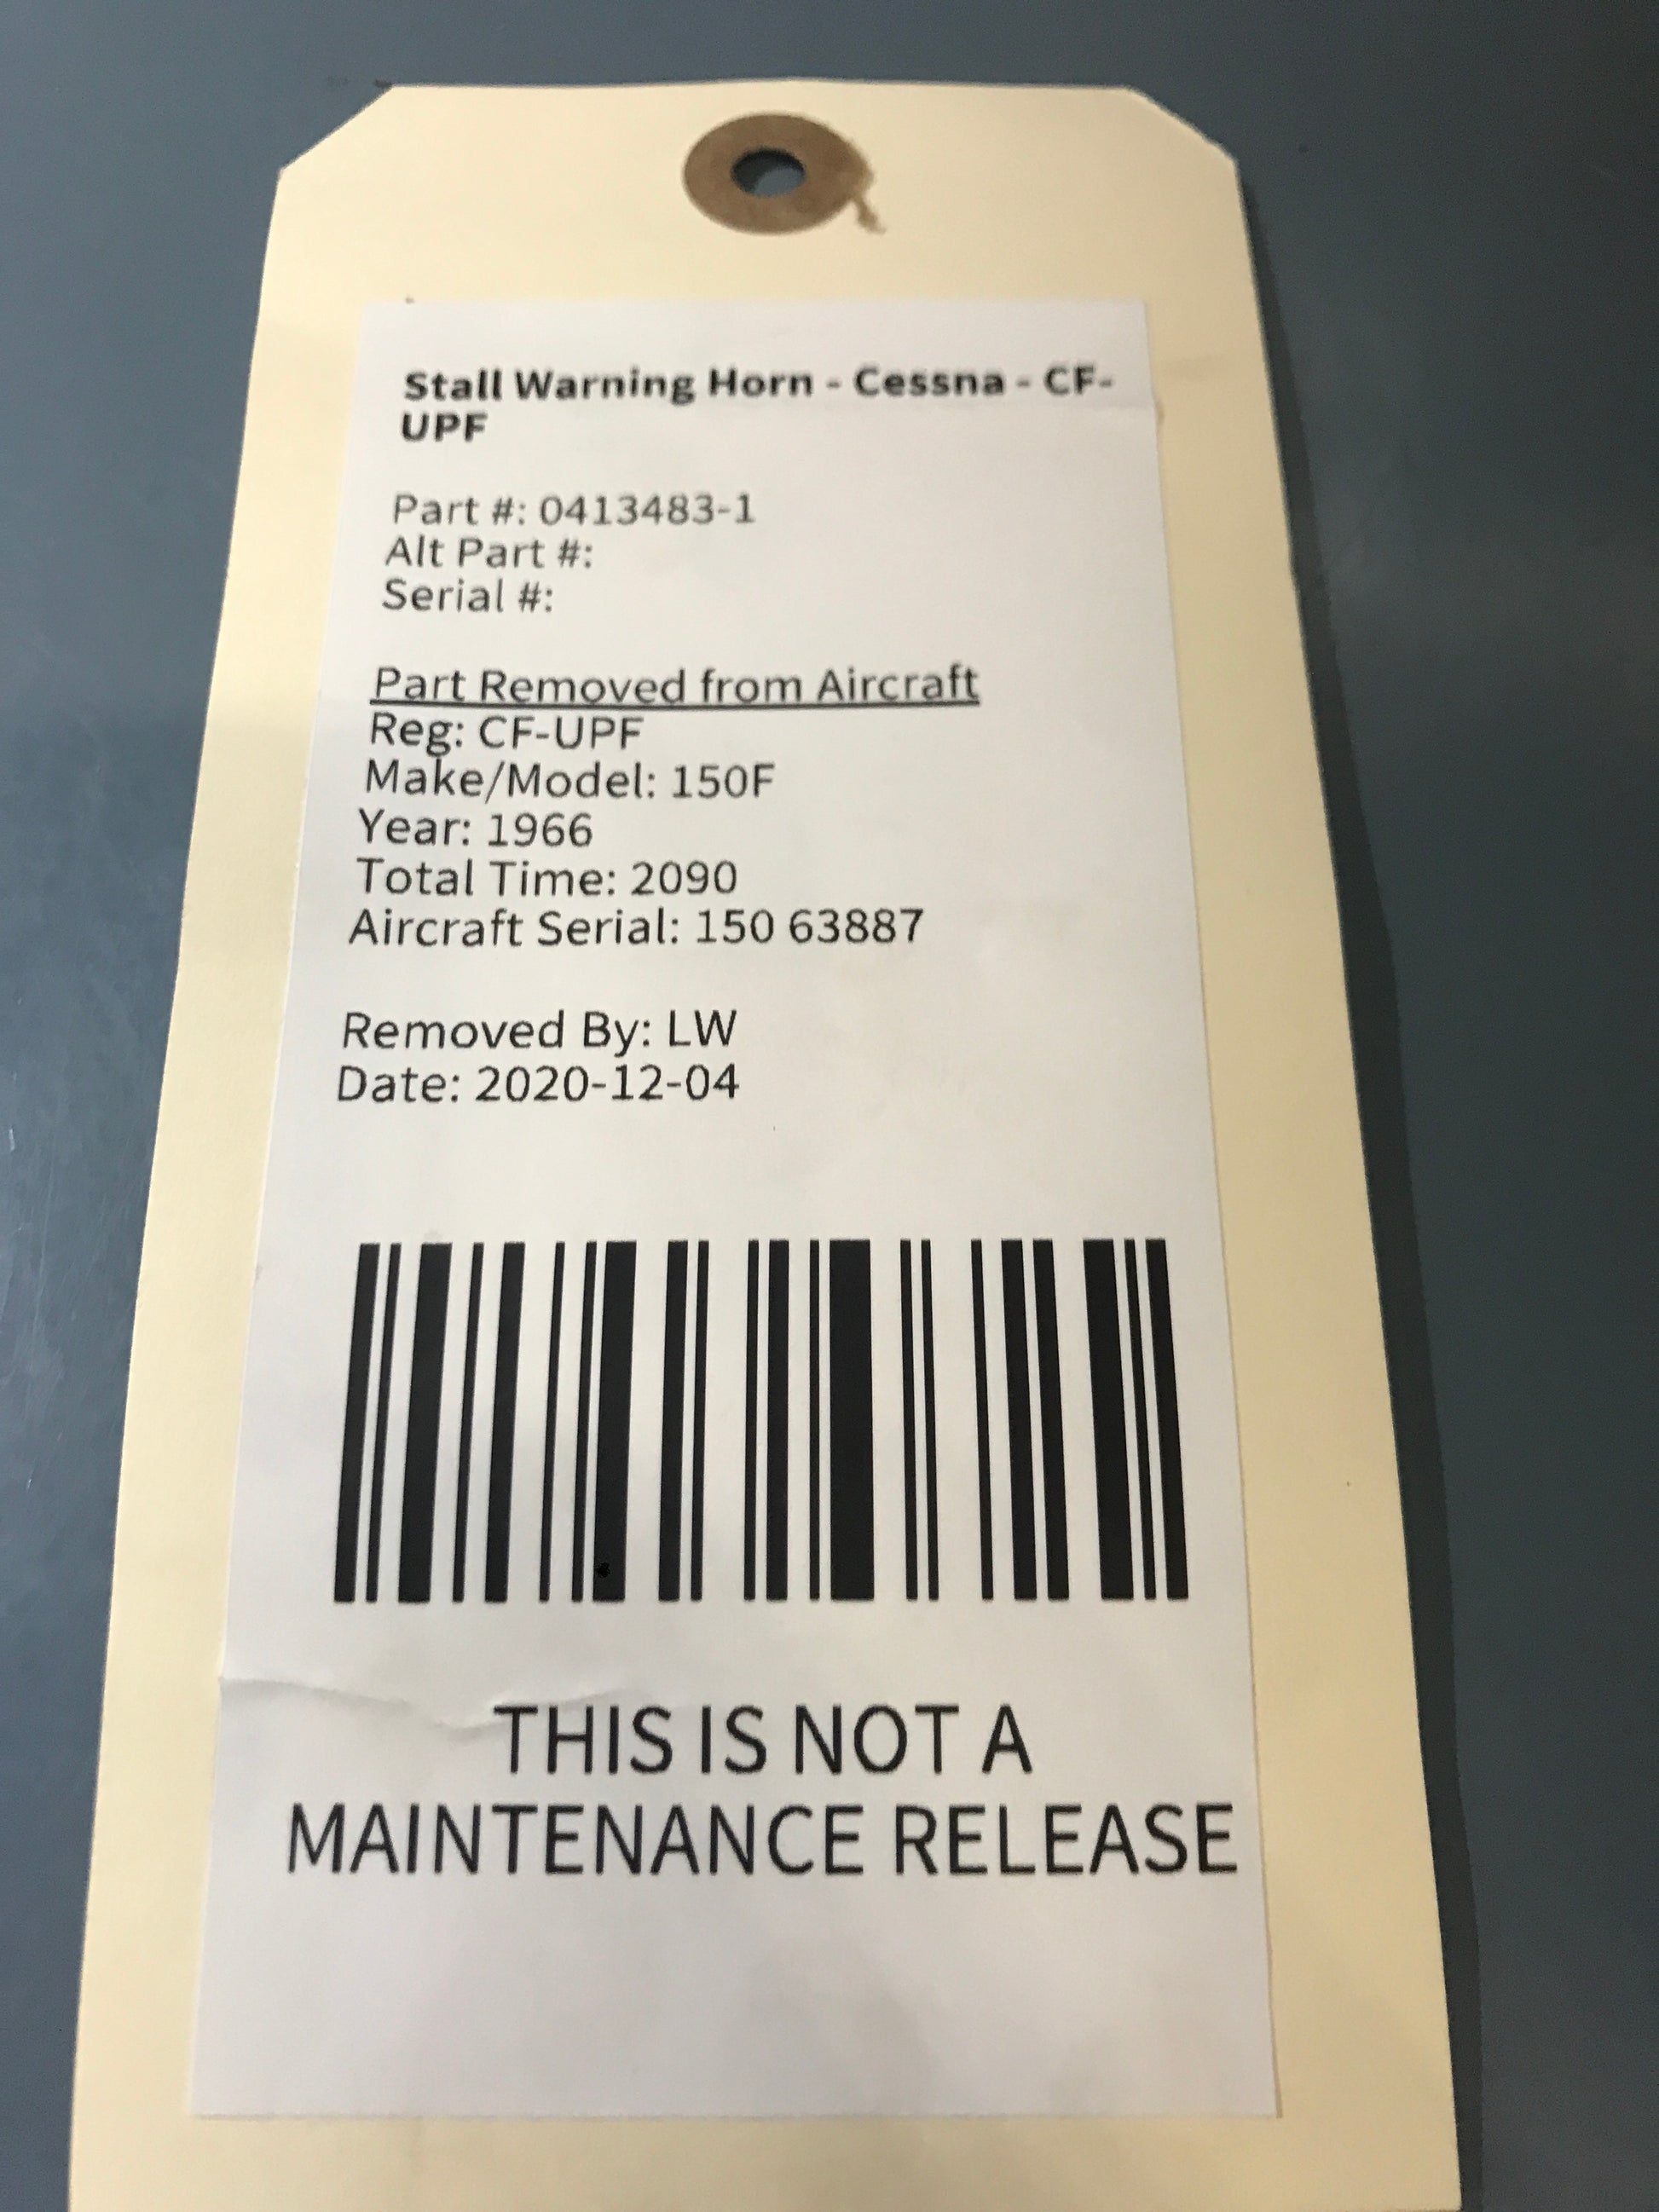 Stall Warning Horn - Cessna - CF-
UPF
Part #: 0413483-1
Alt Part #:
Serial #:
Part Removed from Aircraft
Reg: CF-UPF
Make/Model: 150F
Year: 1966
Total Time: 2090
Aircraft Serial: 150 63887
Removed By: LW
Date: 2020-12-04
THIS IS NOT A
MAINTENANCE RELEASE